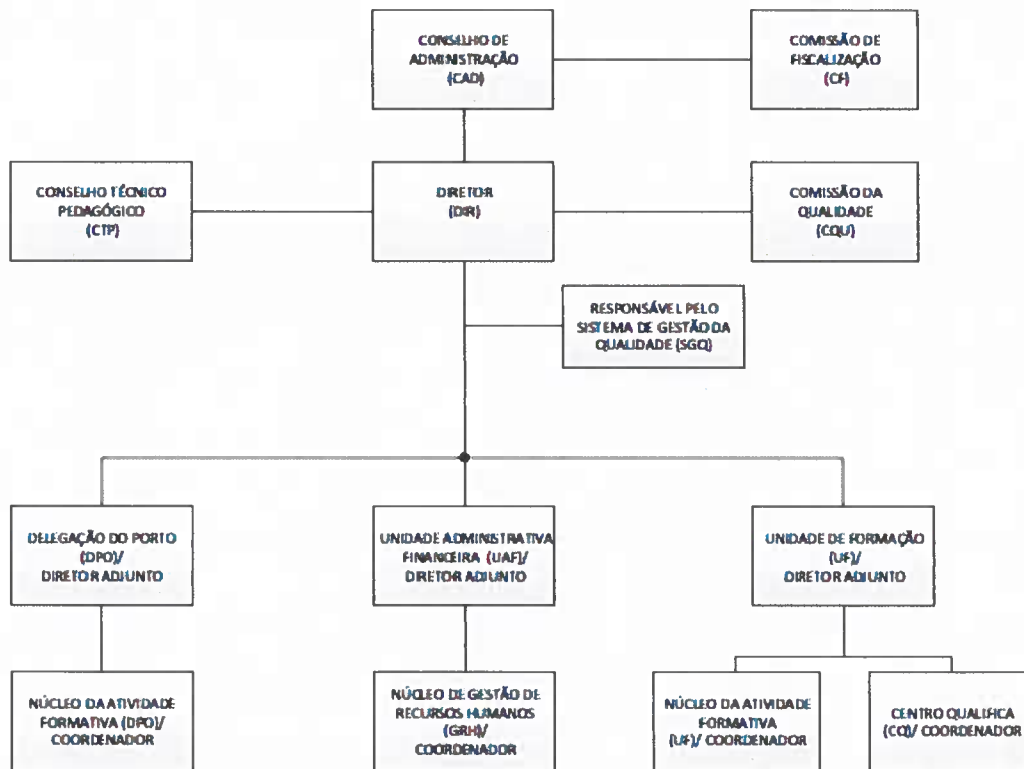 CONSELHO DE
ADMINISTRAÇÃO
(CAD)
COMISSÃO DE
FISCALIZAÇÃO
(CF)
CONSELHO TÉCNICO
PEDAGÓGICO
(CTP)
DIRETOR
(DIR)
COMISSÃO DA
QUALIDADE
(CQU)
RESPONSÁVEL PELO
SISTEMA DE GESTÃO DA
QUALIDADE (SGQ)
DELEGAÇÃO DO PORTO
(DPO)/
DIRETOR ADJUNTO
UNIDADE ADMINISTRATIVA
FINANCEIRA (UAF)/
DIRETOR ADJUNTO
UNIDADE DE FORMAÇÃO
(UF)/
DIRETOR ADJUNTO
NÚCLEO DA ATIVIDADE
FORMATIVA (DPO)/
COORDENADOR
NÚCLEO DE GESTÃO DE
RECURSOS HUMANOS
(GRH)/
COORDENADOR
NÚCLEO DA ATIVIDADE
FORMATIVA
(UF)/ COORDENADOR
CENTRO QUALIFICA
(CQ)/ COORDENADOR